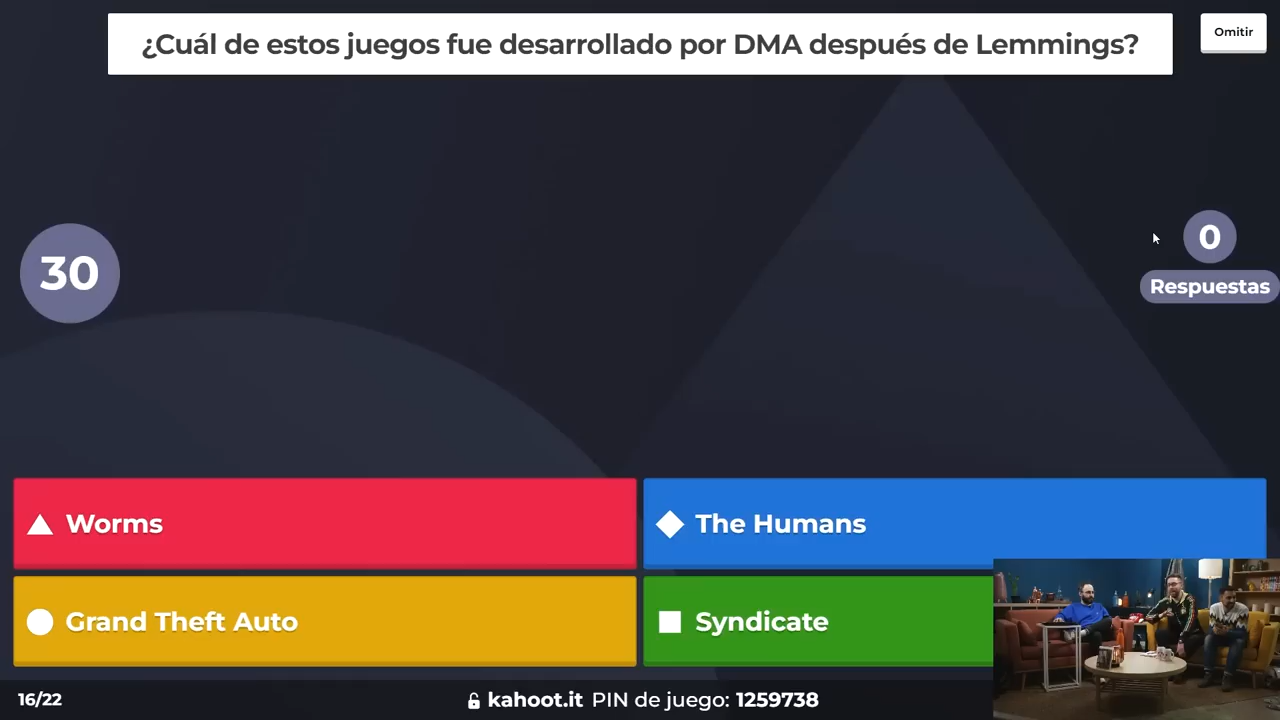 ¿Cuál de estos juegos fue desarrollado por DMA después de Lemmings?
Omitir
30
0
Respuestas
Worms
The Humans
Grand Theft Auto
Syndicate
16/22
kahoot.it PIN de juego: 1259738